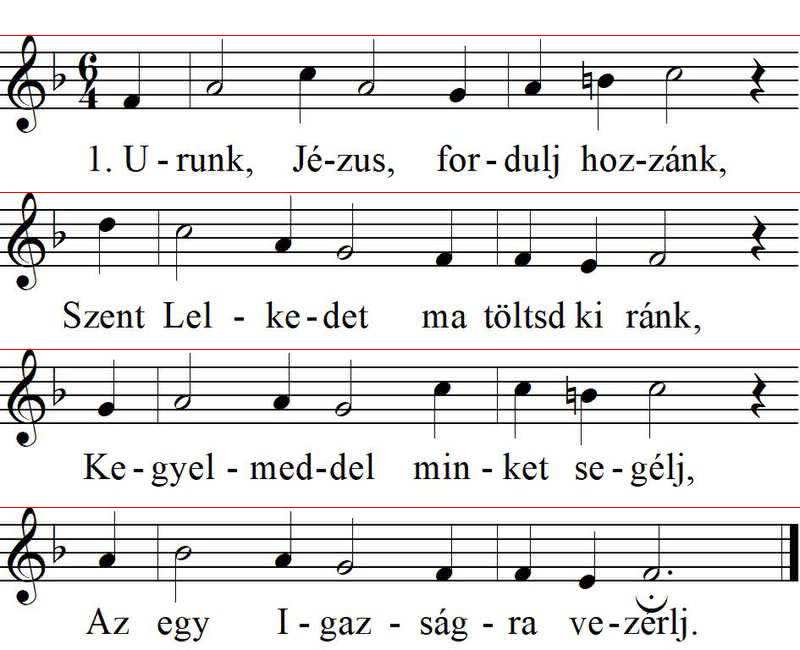 6
4
1. U - runk, Jé-zus, for - dulj hoz-zánk,
Szent Lel - ke - det ma töltsd ki ránk,
Ke - gyel - med-del min - ket se - gélj,
Az egy I - gaz - ság - ra ve - zérlj.